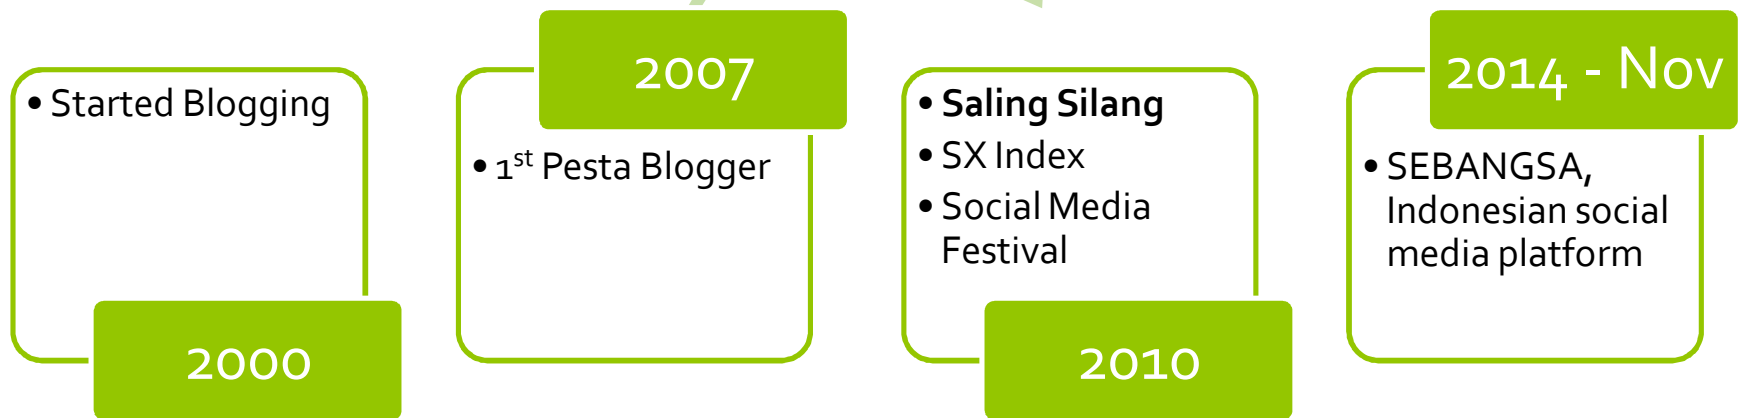 • Started Blogging
2000
2007
• 1st Pesta Blogger
• Saling Silang
• SX Index
• Social Media
Festival
2010
2014 - Nov
• SEBANGSA,
Indonesian social
media platform